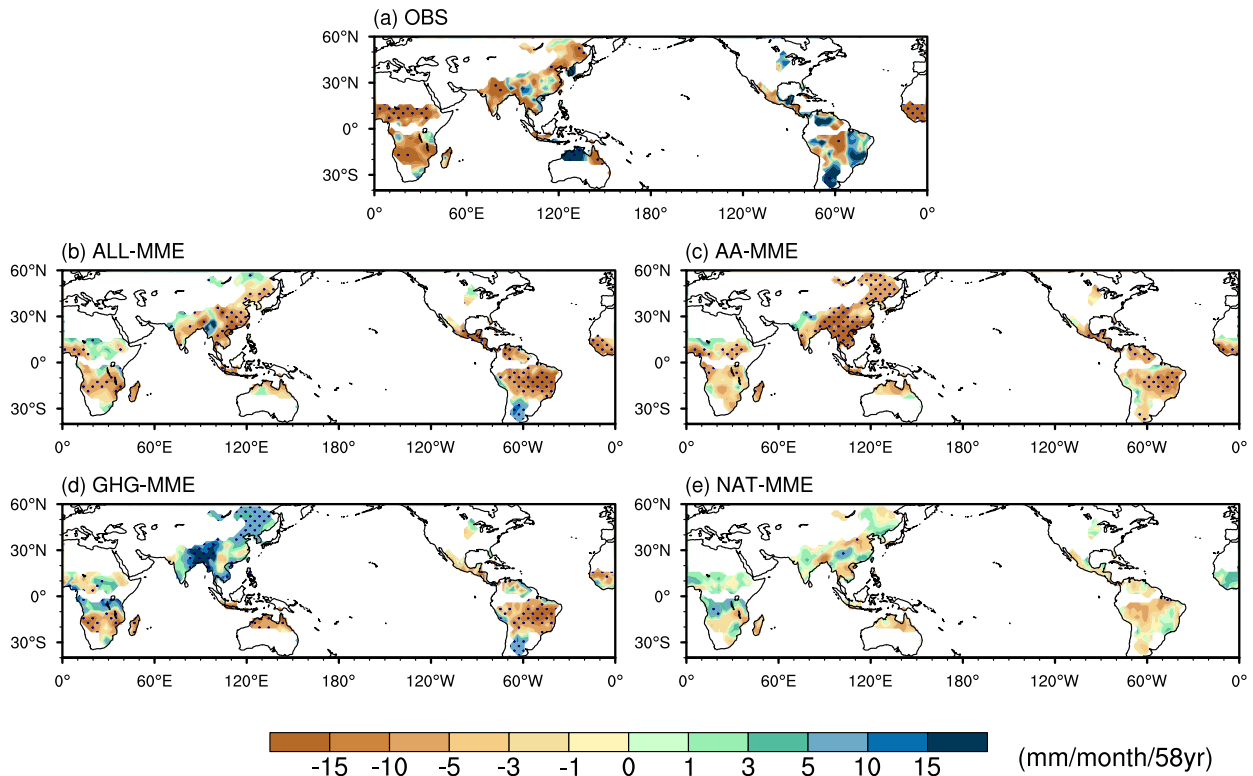 (a) OBS
60°N
30°N
0°
30°S
0° 60°E 120°E 180° 120°W 60°W 0°
(b) ALL-MME (c) AA-MME
60°N 60°N
30°N 30°N
0° 0°
30°S 30°S
0° 60°E 120°E 180° 120°W 60°W 0° 0° 60°E 120°E 180° 120°W 60°W 0°
(d) GHG-MME (e) NAT-MME
60°N 60°N
30°N 30°N
0° 0°
30°S 30°S
0° 60°E 120°E 180° 120°W 60°W 0° 0° 60°E 120°E 180° 120°W 60°W 0°
-15 -10 -5 -3 -1 0 1 3 5 10 15 (mm/month/58yr)